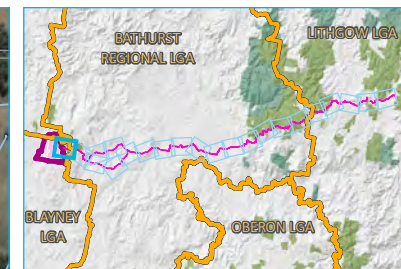 BATHURST
REGIONAL LGA
LITHGOW LGA
BLAYNEY
LGA
OBERON LGA